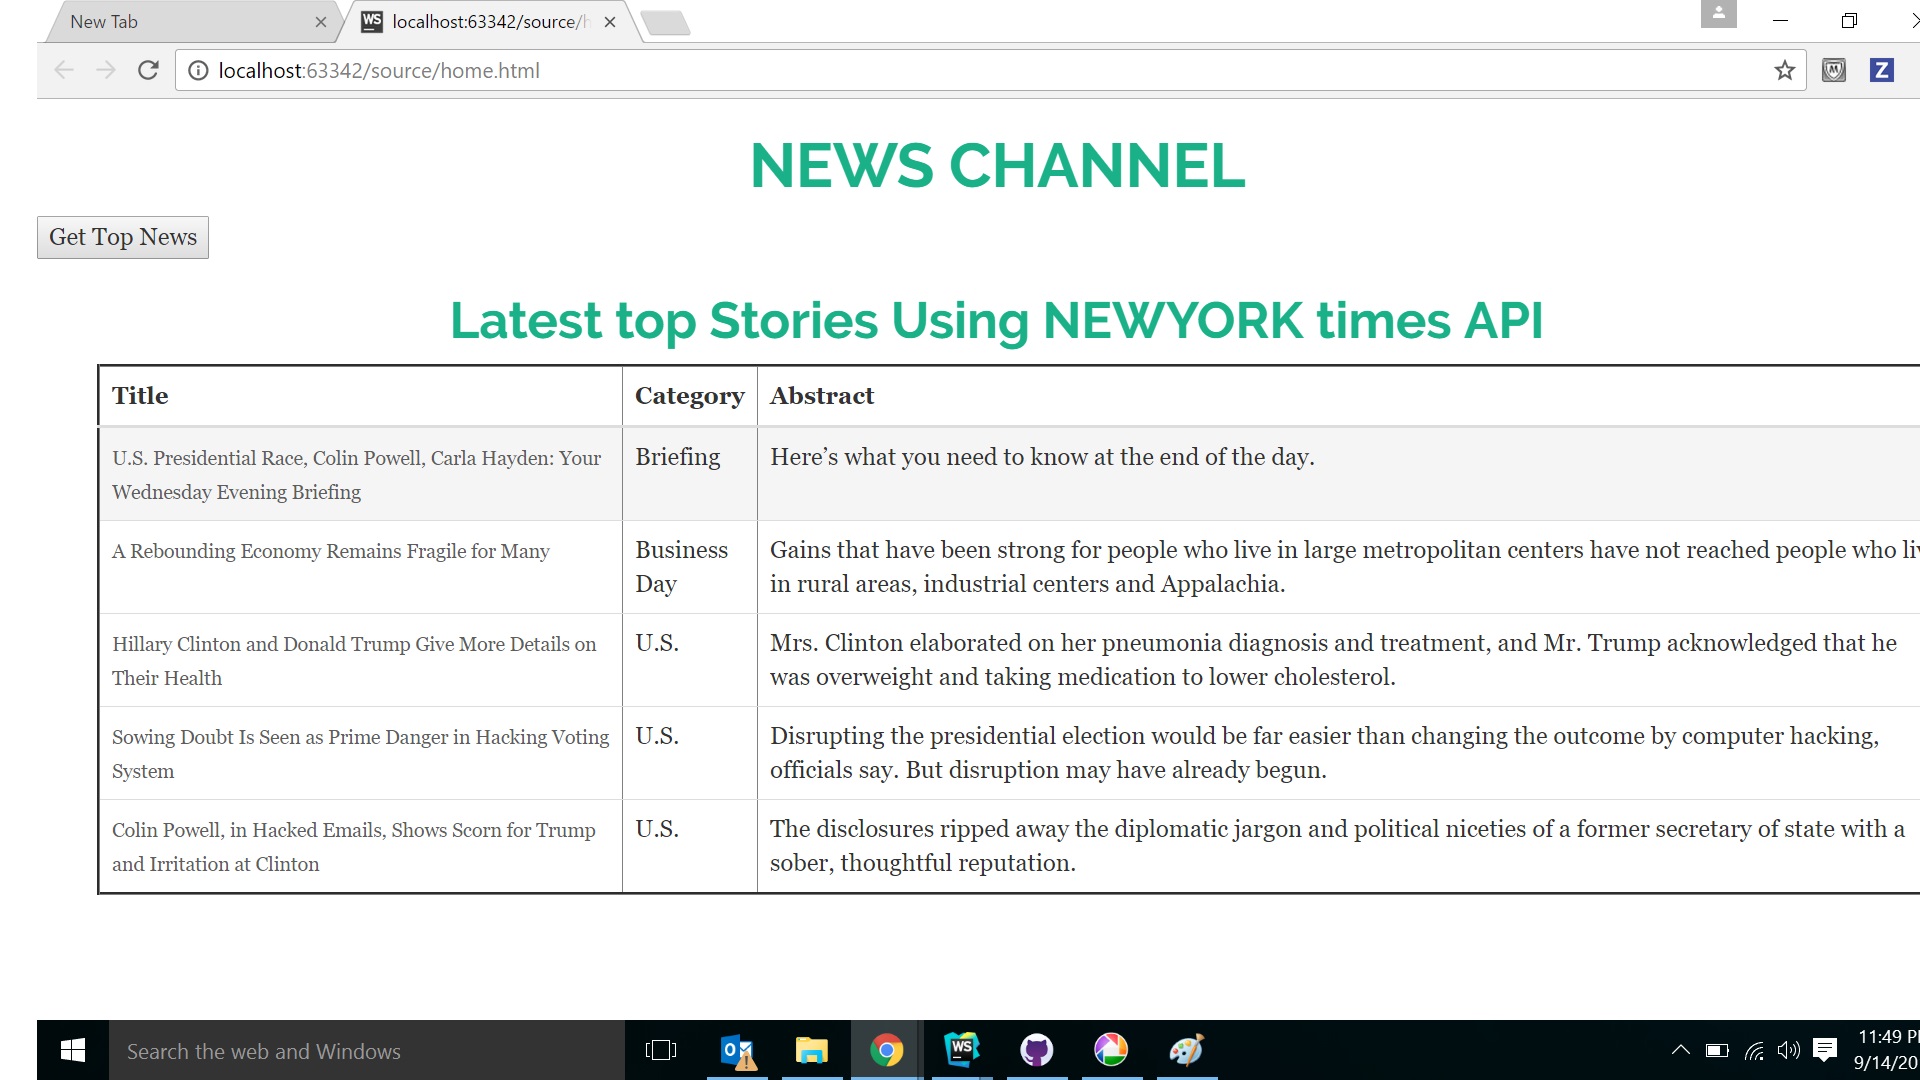 New Tab
WS localhost:63342/source/h
localhost:63342/source/home.html
Z
NEWS CHANNEL
Get Top News
Latest top Stories Using NEWYORK times API
Title Category Abstract
U.S. Presidential Race, Colin Powell, Carla Hayden: Your
Wednesday Evening Briefing
Briefing
Here’s what you need to know at the end of the day.
A Rebounding Economy Remains Fragile for Many
Business
Day
Gains that have been strong for people who live in large metropolitan centers have not reached people who
in rural areas, industrial centers and Appalachia.
Hillary Clinton and Donald Trump Give More Details on
Their Health
U.S.
Mrs. Clinton elaborated on her pneumonia diagnosis and treatment, and Mr. Trump acknowledged that he
was overweight and taking medication to lower cholesterol.
Sowing Doubt Is Seen as Prime Danger in Hacking Voting
System
U.S.
Disrupting the presidential election would be far easier than changing the outcome by computer hacking,
officials say. But disruption may have already begun.
Colin Powell, in Hacked Emails, Shows Scorn for Trump
and Irritation at Clinton
U.S.
The disclosures ripped away the diplomatic jargon and political niceties of a former secretary of state with a
sober, thoughtful reputation.
Search the web and Windows
WS
11:49 P
9/14/20